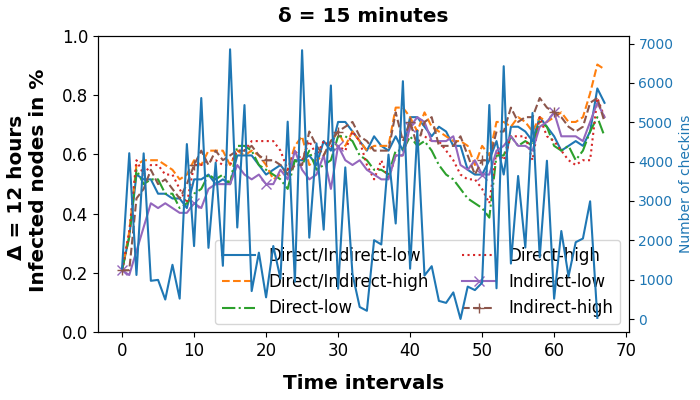 δ = 15 minutes
Δ = 12 hours
Infected nodes in %
1.0
0.8
0.6
0.4
0.2
0.0
7000
6000
5000
4000
3000
2000
1000
0
Number of checkins
Direct/Indirect-low
Direct/Indirect-high
Direct-low
Direct-high
Indirect-low
Indirect-high
0 10 20 30 40 50 60 70
Time intervals